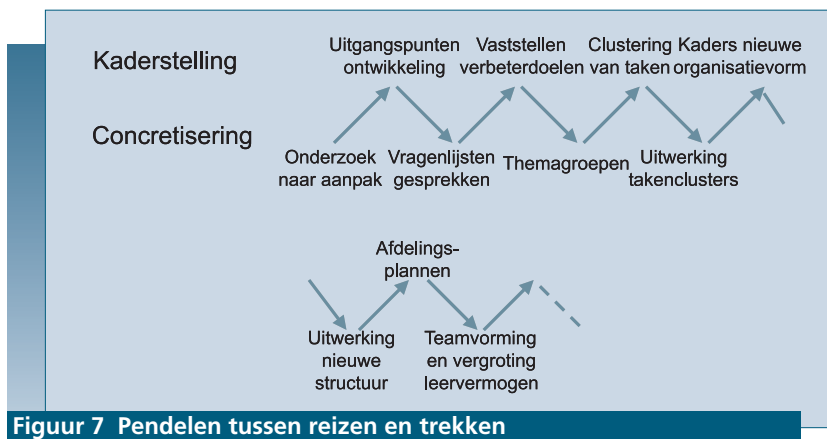 Kaderstelling
Uitgangspunten
ontwikkeling
Vaststellen
verbeterdoelen
Clustering
van taken
Kaders nieuwe
organisatievorm
Concretisering
Onderzoek
naar aanpak
Vragenlijsten
gesprekken
Themagroepen
Uitwerking
takenclusters
Afdelings-
plannen
Uitwerking
nieuwe
structuur
Teamvorming
en vergroting
leervermogen
Figuur 7 Pendelen tussen reizen en trekken